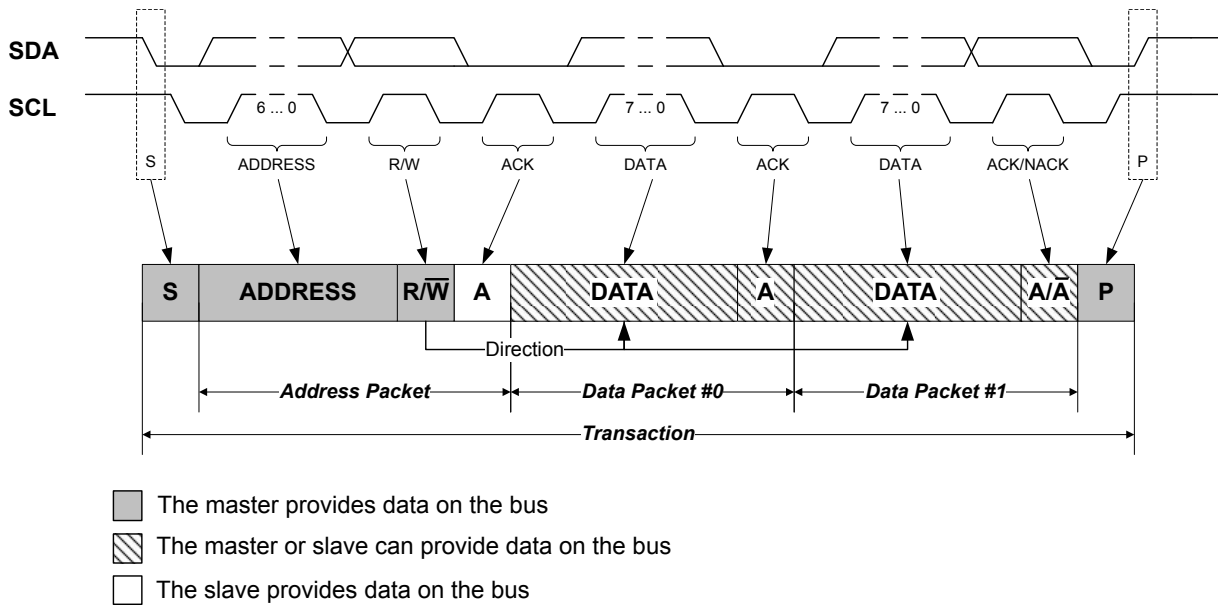 SDA
SCL
6 ... 0
7 ... 0
7 ... 0
S
ADDRESS
R/W
ACK
DATA
ACK
DATA
ACK/NACK
P
S
ADDRESS
R/W̅
A
DATA
A
DATA
A/A̅
P
Direction
Address Packet
Data Packet #0
Data Packet #1
Transaction
The master provides data on the bus
The master or slave can provide data on the bus
The slave provides data on the bus